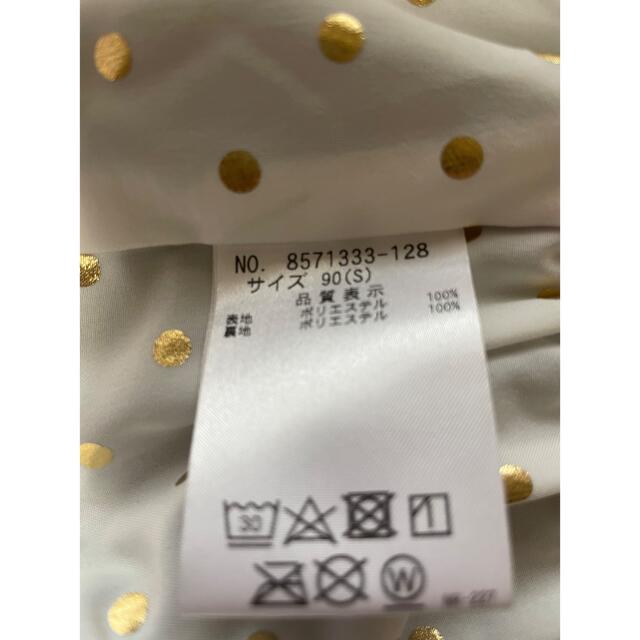 NO. 8571333-128
サイズ 90(S)
品質表示
表地 ポリエステル 100%
裏地 ポリエステル 100%
30
W